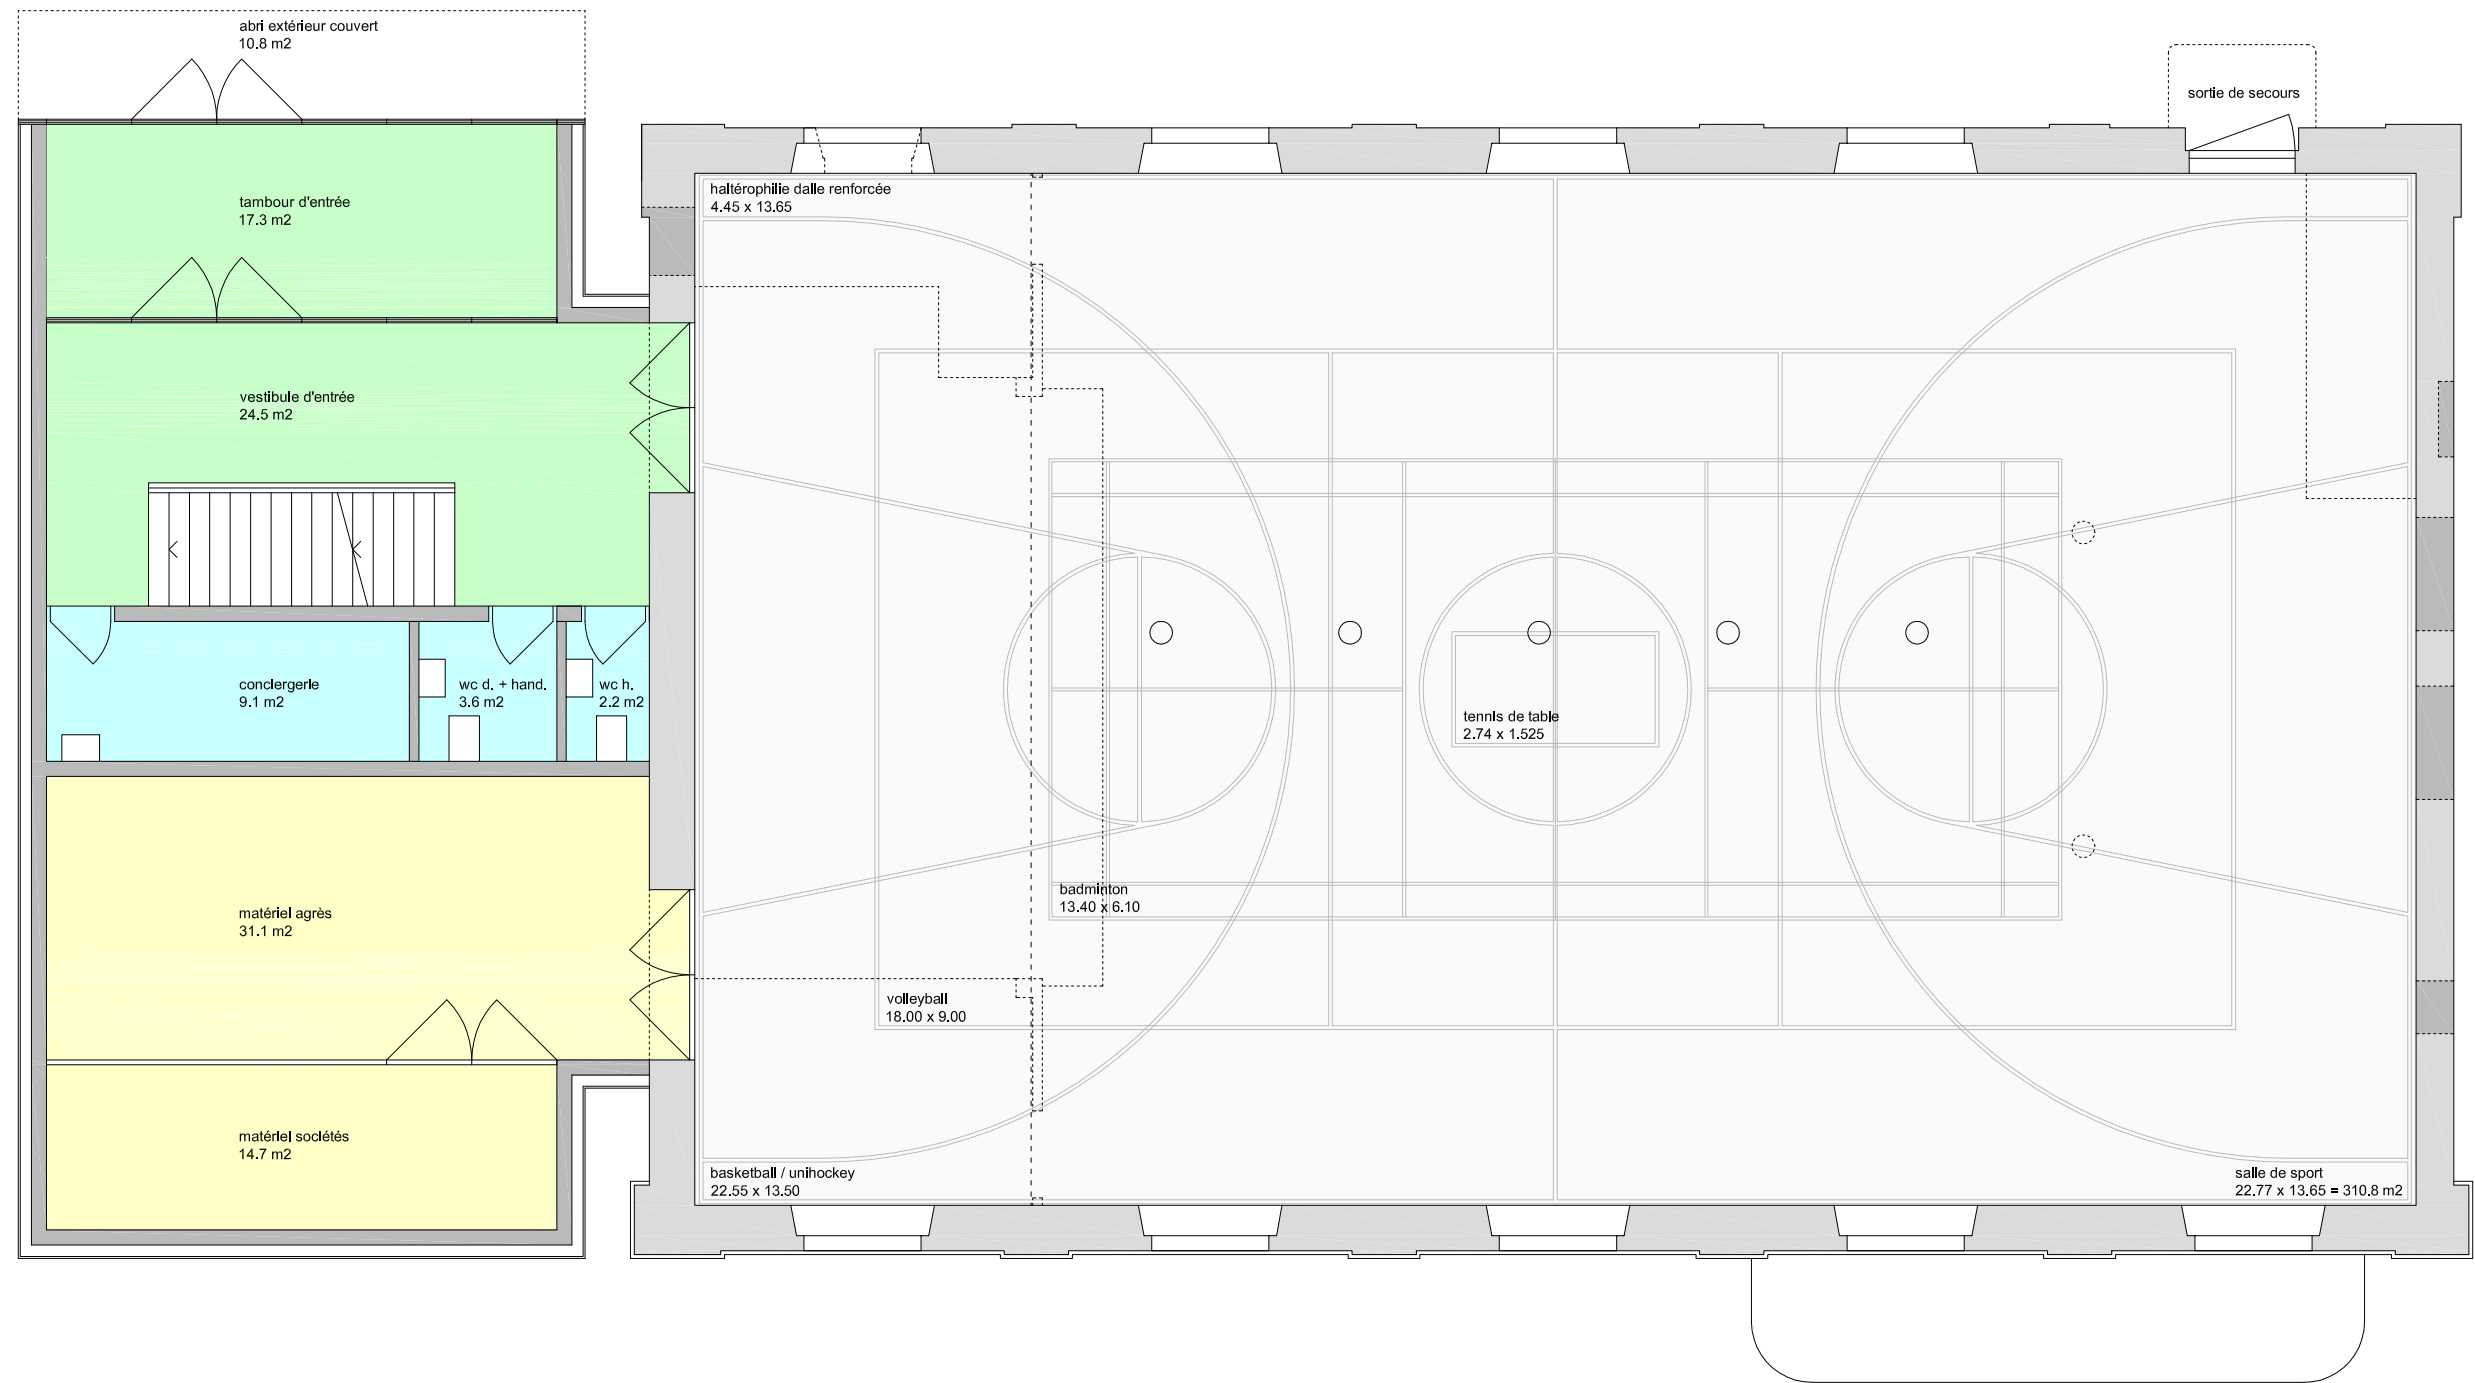 abri extérieur couvert
10.8 m2
sortie de secours
tambour d'entrée
17.3 m2
haltérophilie dalle renforcée
4.45 x 13.65
vestibule d'entrée
24.5 m2
conciergerie
9.1 m2
wc d. + hand.
3.6 m2
wc h.
2.2 m2
tennis de table
2.74 x 1.525
badminton
13.40 x 6.10
matériel agrès
31.1 m2
volleyball
18.00 x 9.00
matériel sociétés
14.7 m2
basketball / unihockey
22.55 x 13.50
salle de sport
22.77 x 13.65 = 310.8 m2